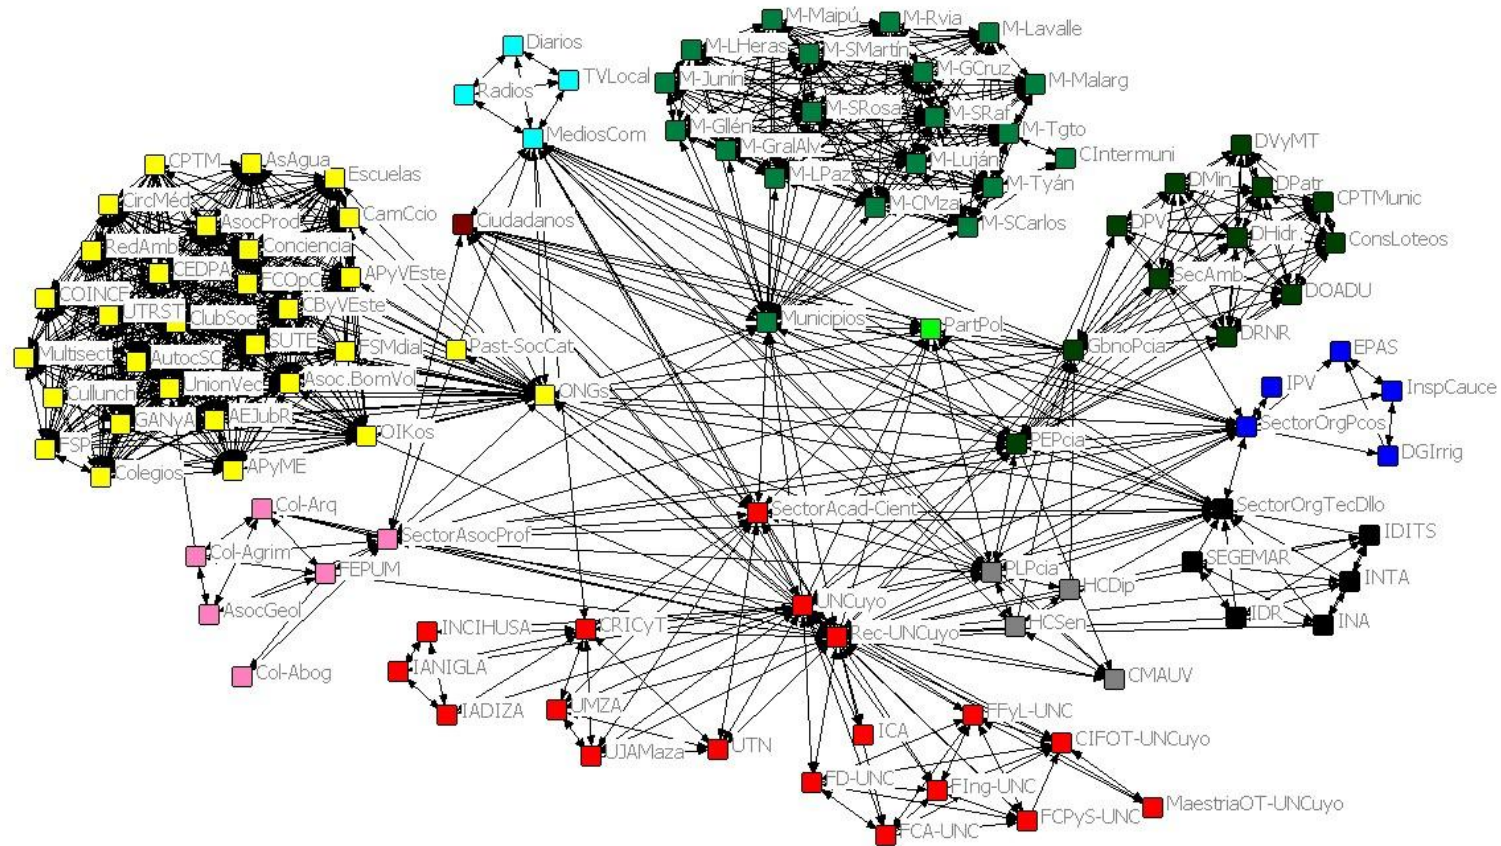 M-Maipú
M-Rvia
M-Lavalle
Diarios
M-LHeras
M-SMartín
M-GCruz
TVLocal
M-Junín
M-Malarg
Radios
M-SRosa
M-SRaf
M-Gllén
M-Tgto
MediosCom
M-GralAlv
CIntermuni
M-Luján
DVyMT
CPTM
AsAgua
M-LPaz
Escuelas
M-Tyán
DMin
DPatr
CircMéd
CamCcio
M-CMza
CPTMunic
AsocProd
Ciudadanos
M-SCarlos
DPV
RedAmb
Conciencia
DHidr
ConsLoteos
CEDPA
FCOpC
APyVEste
SecAmb
COINCE
CByVEste
DOADU
UTRST
ClubSoc
Municipios
PartPol
DRNR
Multisect
AutocSC
SUTE
FSMdial
Past-SocCat
GbnoPcia
EPAS
Cullunch
UnionVec
Asoc.BomVol
ONGs
IPV
InspCauce
GANyA
AEJubR
SectorOrgPcos
FSP
OIKos
PEPcia
DGIrrig
Colegios
APyME
Col-Arq
SectorAcad-Cient
SectorOrgTecDllo
SectorAsocProf
IDITS
Col-Agrim
FEPUM
PLPcia
SEGEMAR
HCDip
INTA
AsocGeol
UNCuyo
IDR
INA
INCIHUSA
CRICyT
Rec-UNCuyo
HCSen
IANIGLA
Col-Abog
CMAUV
IADIZA
UMZA
FFyL-UNC
UJAMaza
UTN
ICA
CIFOT-UNCuyo
FD-UNC
FIng-UNC
MaestriaOT-UNCuyo
FCPyS-UNC
FCA-UNC